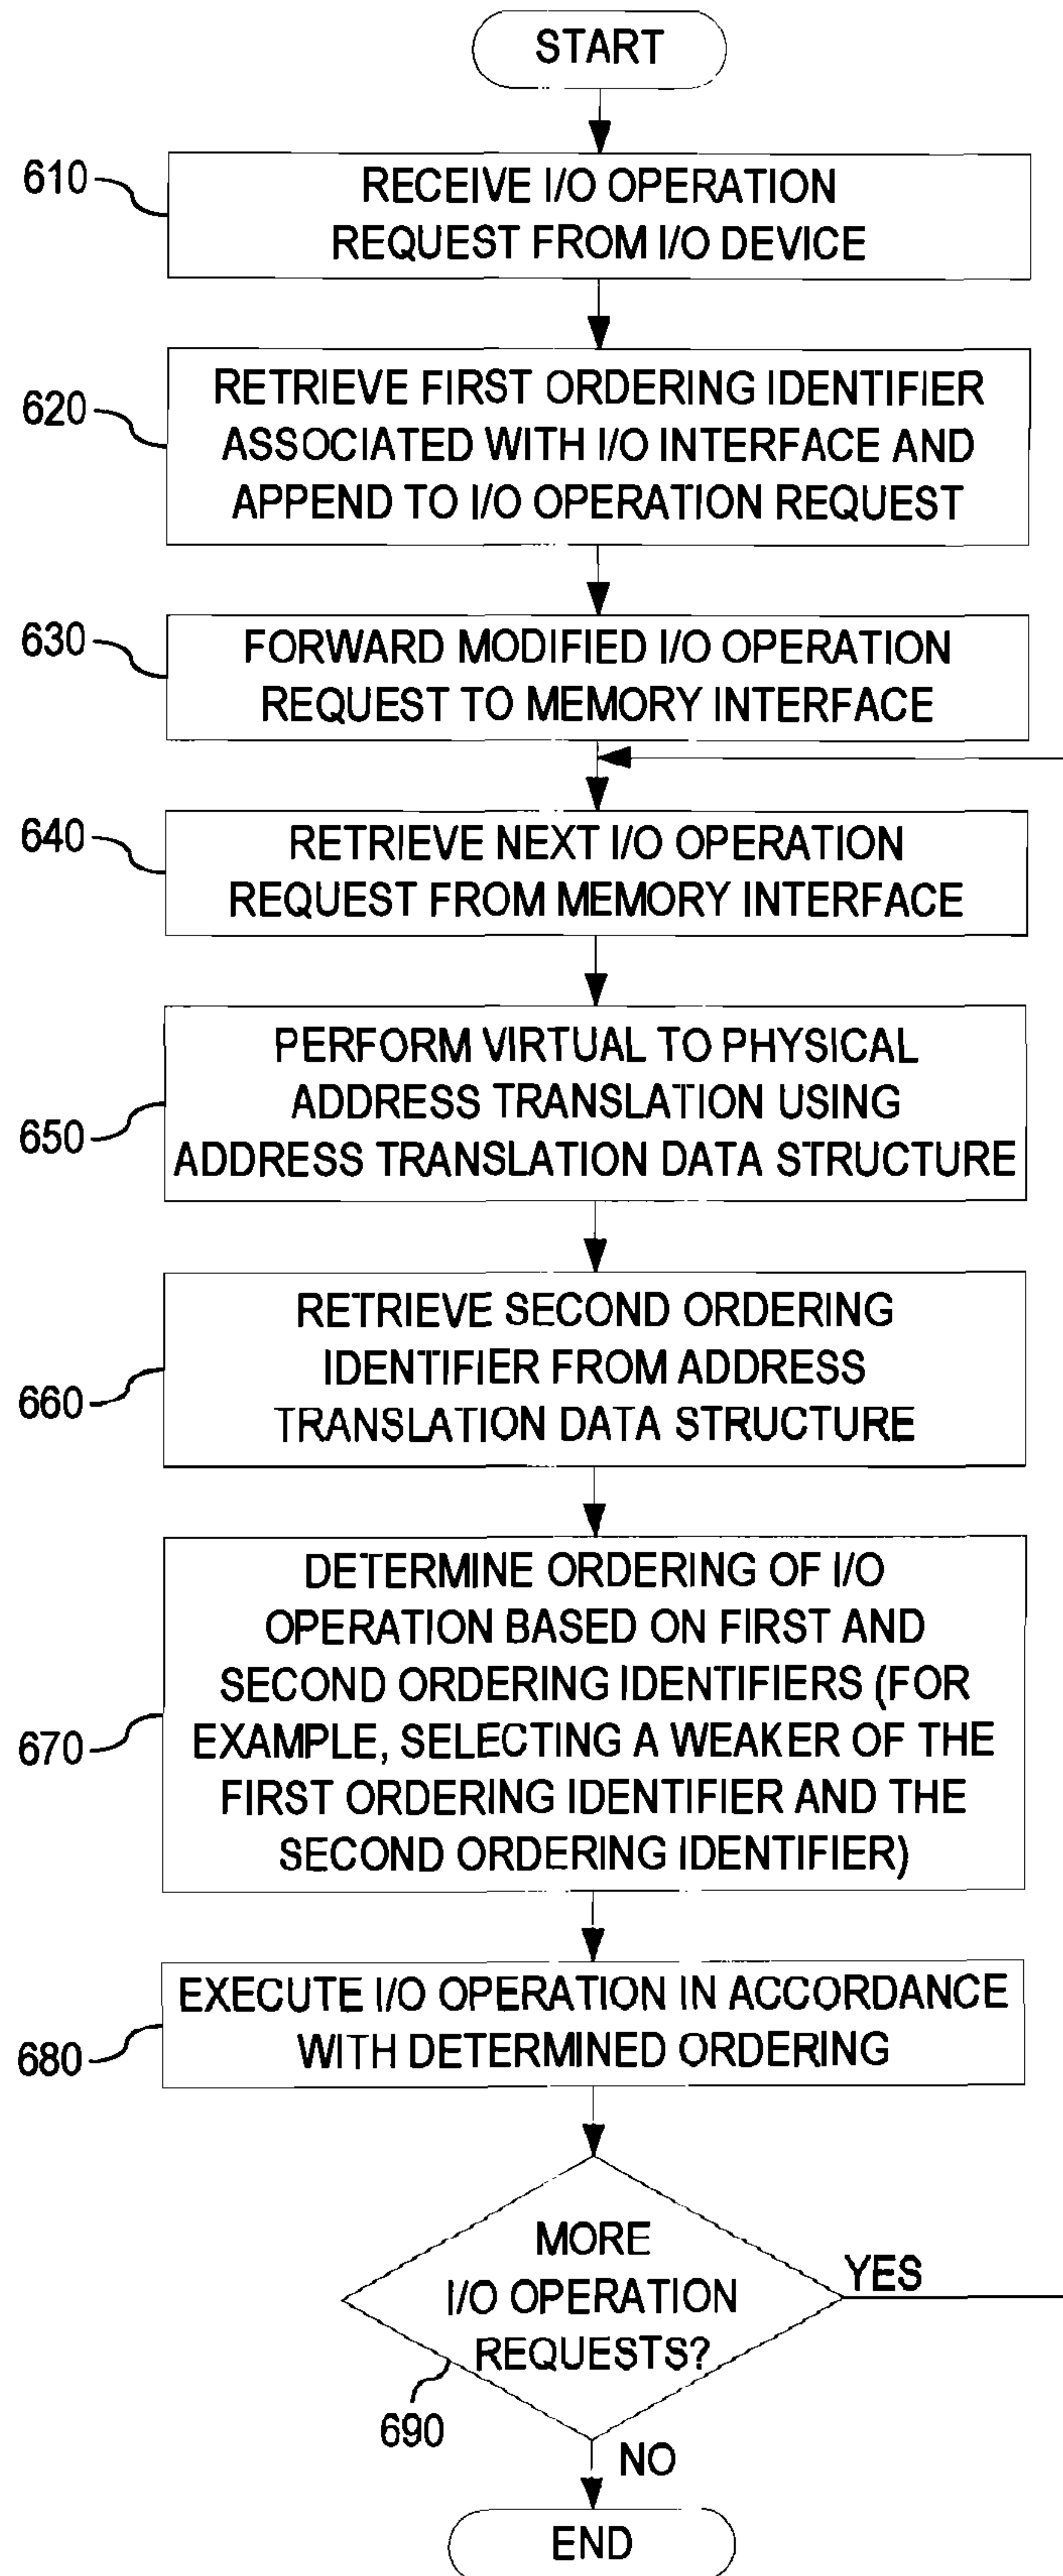 START
610
RECEIVE I/O OPERATION
REQUEST FROM I/O DEVICE
620
RETRIEVE FIRST ORDERING IDENTIFIER
ASSOCIATED WITH I/O INTERFACE AND
APPEND TO I/O OPERATION REQUEST
630
FORWARD MODIFIED I/O OPERATION
REQUEST TO MEMORY INTERFACE
640
RETRIEVE NEXT I/O OPERATION
REQUEST FROM MEMORY INTERFACE
650
PERFORM VIRTUAL TO PHYSICAL
ADDRESS TRANSLATION USING
ADDRESS TRANSLATION DATA STRUCTURE
660
RETRIEVE SECOND ORDERING
IDENTIFIER FROM ADDRESS
TRANSLATION DATA STRUCTURE
670
DETERMINE ORDERING OF I/O
OPERATION BASED ON FIRST AND
SECOND ORDERING IDENTIFIERS (FOR
EXAMPLE, SELECTING A WEAKER OF THE
FIRST ORDERING IDENTIFIER AND THE
SECOND ORDERING IDENTIFIER)
680
EXECUTE I/O OPERATION IN ACCORDANCE
WITH DETERMINED ORDERING
MORE
I/O OPERATION
REQUESTS?
YES
690
NO
END